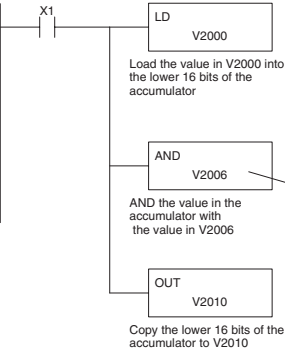 X1
LD
V2000
Load the value in V2000 into
the lower 16 bits of the
accumulator
AND
V2006
AND the value in the
accumulator with
the value in V2006
OUT
V2010
Copy the lower 16 bits of the
accumulator to V2010